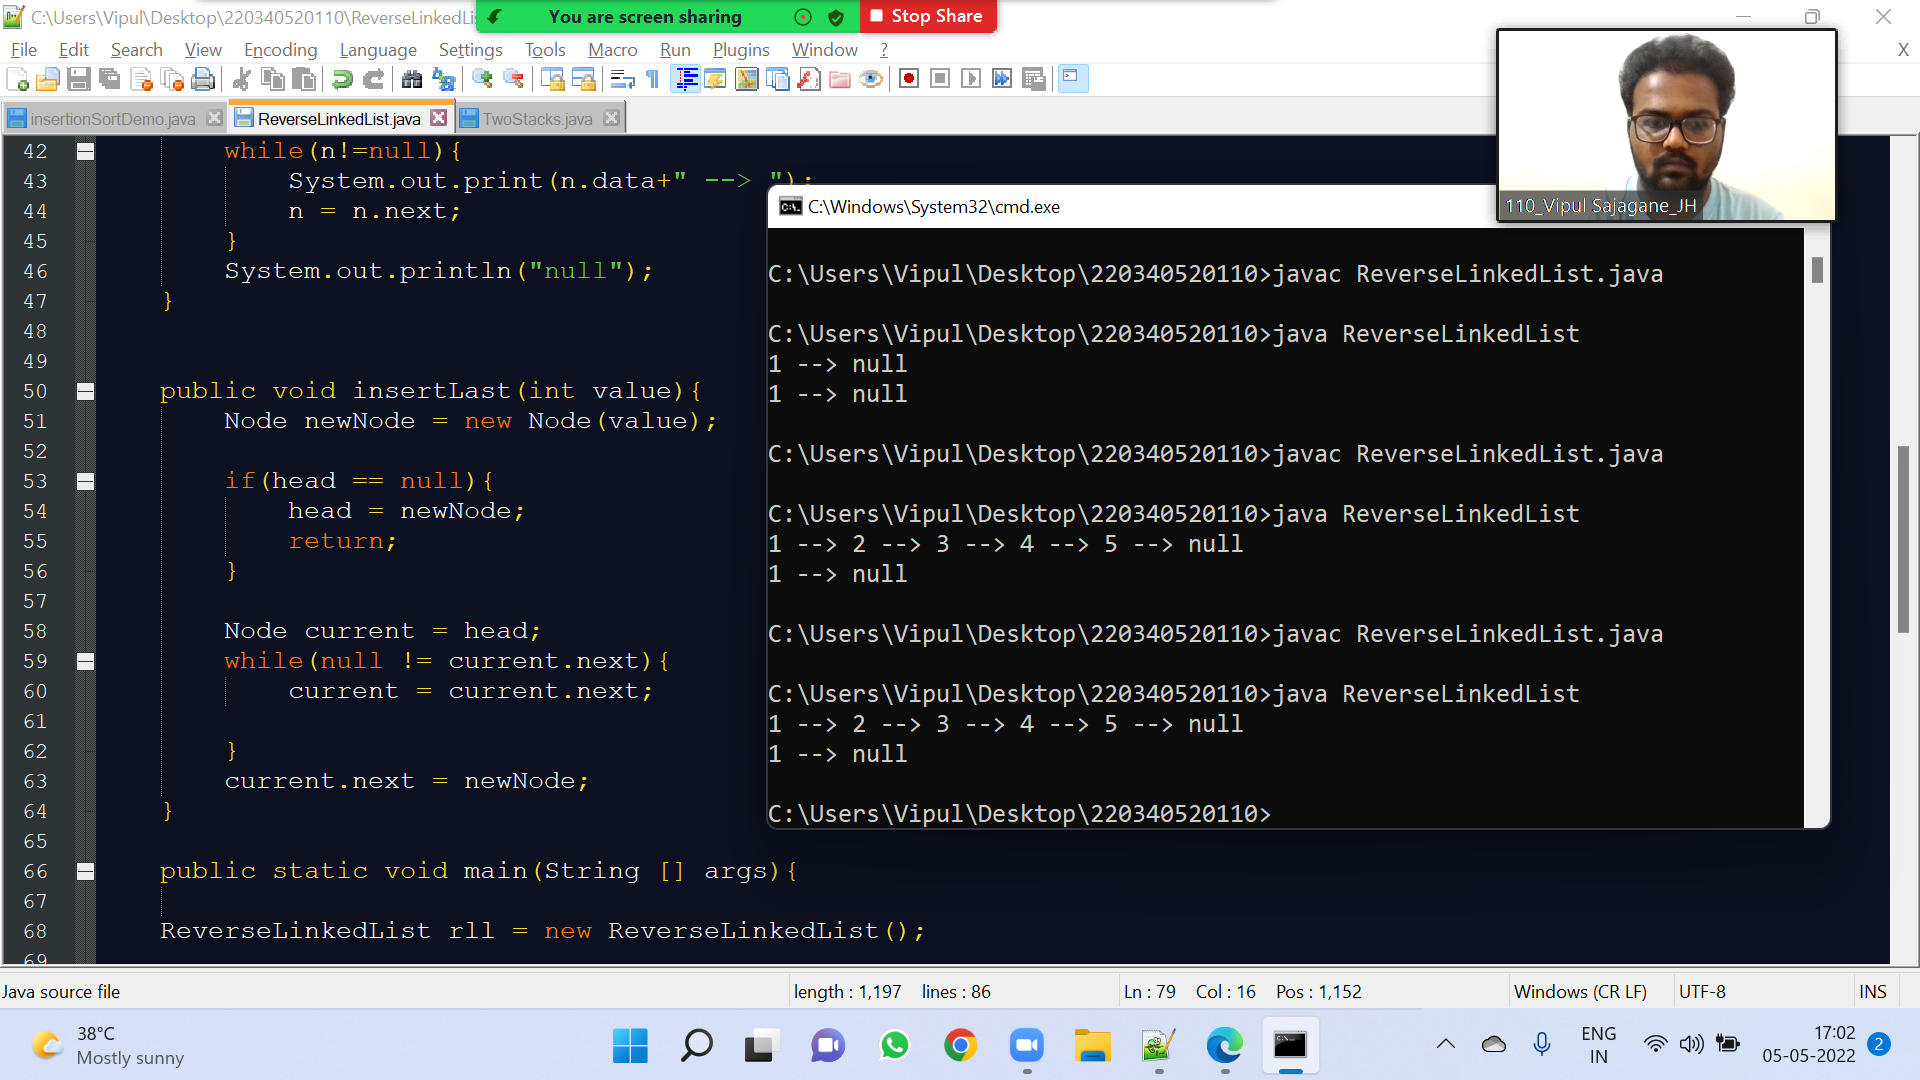 C:\Users\Vipul\Desktop\220340520110\ReverseLinkedLi
You are screen sharing
Stop Share
File Edit Search View Encoding Language Settings Tools Macro Run Plugins Window ?
X
insertionSortDemo.java ReverseLinkedList.java TwoStacks.java
110_Vipul Sajagane_JH
42 while(n!=null){
43 System.out.print(n.data+" --> ");
44 n = n.next;
45 }
46 System.out.println("null");
47 }
48
49
50 public void insertLast(int value){
51 Node newNode = new Node(value);
52
53 if(head == null){
54 head = newNode;
55 return;
56 }
57
58 Node current = head;
59 while(null != current.next){
60 current = current.next;
61
62 }
63 current.next = newNode;
64 }
65
66 public static void main(String [] args){
67
68 ReverseLinkedList rll = new ReverseLinkedList();
69
C:\Windows\System32\cmd.exe
C:\Users\Vipul\Desktop\220340520110>javac ReverseLinkedList.java
C:\Users\Vipul\Desktop\220340520110>java ReverseLinkedList
1 --> null
1 --> null
C:\Users\Vipul\Desktop\220340520110>javac ReverseLinkedList.java
C:\Users\Vipul\Desktop\220340520110>java ReverseLinkedList
1 --> 2 --> 3 --> 4 --> 5 --> null
1 --> null
C:\Users\Vipul\Desktop\220340520110>javac ReverseLinkedList.java
C:\Users\Vipul\Desktop\220340520110>java ReverseLinkedList
1 --> 2 --> 3 --> 4 --> 5 --> null
1 --> null
C:\Users\Vipul\Desktop\220340520110>
Java source file length : 1,197 lines : 86 Ln : 79 Col : 16 Pos : 1,152 Windows (CR LF) UTF-8 INS
38°C
Mostly sunny
ENG
IN
17:02
05-05-2022
2